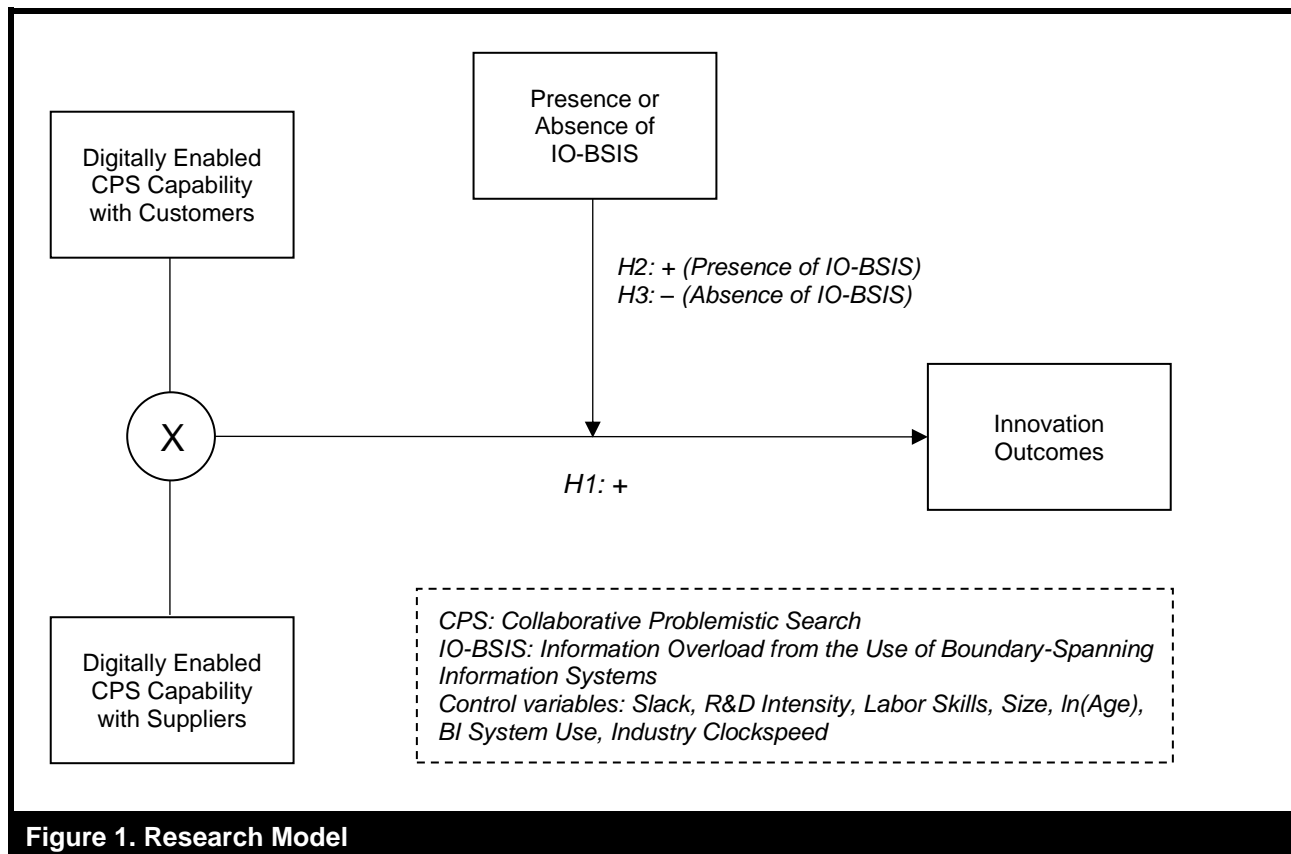 Presence or
Absence of
IO-BSIS
Digitally Enabled
CPS Capability
with Customers
H2: + (Presence of IO-BSIS)
H3: – (Absence of IO-BSIS)
X
Innovation
Outcomes
H1: +
Digitally Enabled
CPS Capability
with Suppliers
CPS: Collaborative Problemistic Search
IO-BSIS: Information Overload from the Use of Boundary-Spanning
Information Systems
Control variables: Slack, R&D Intensity, Labor Skills, Size, ln(Age),
BI System Use, Industry Clockspeed
Figure 1. Research Model